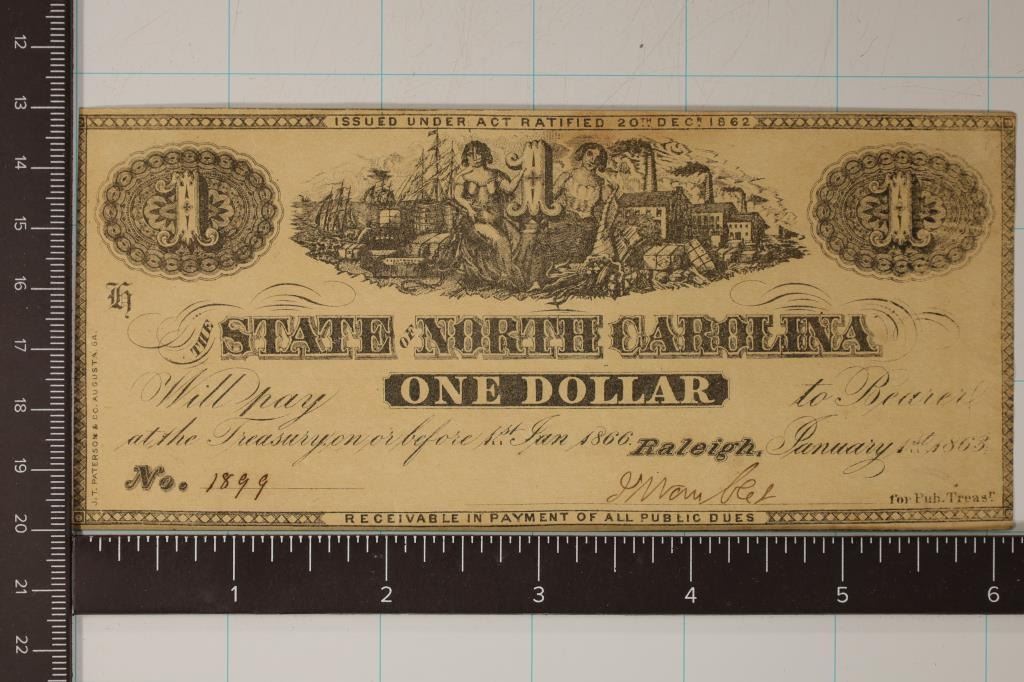 ISSUED UNDER ACT RATIFIED 20TH DECR 1862
1 1 1
H
THE STATE OF NORTH CAROLINA
Will pay ONE DOLLAR to Bearer
at the Treasury, on or before 1st Jan 1866. Raleigh, January 1st, 1863.
No. 1899
for Pub. Treasr
RECEIVABLE IN PAYMENT OF ALL PUBLIC DUES
J.T. PATERSON & CO. AUGUSTA, GA.
12
13
14
15
16
17
18
19
20
21
22
1 2 3 4 5 6